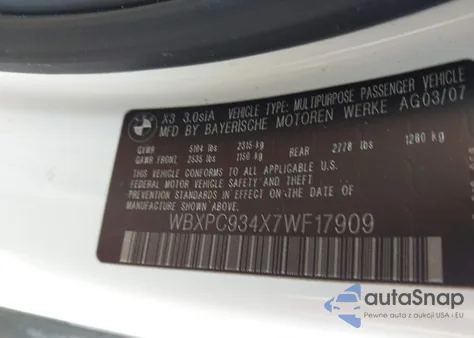 X3 3.0siA VEHICLE TYPE: MULTIPURPOSE PASSENGER VEHICLE
MFD BY BAYERISCHE MOTOREN WERKE AG 03/07
GVWR 5104 lbs 2315 kg
GAWR FRONT 2535 lbs 1150 kg REAR 2778 lbs 1260 kg
THIS VEHICLE CONFORMS TO ALL APPLICABLE U.S.
FEDERAL MOTOR VEHICLE SAFETY AND THEFT
PREVENTION STANDARDS IN EFFECT ON THE DATE OF
MANUFACTURE SHOWN ABOVE.
WBXPC934X7WF17909
autoSnap
Pewne auta z USA i EU